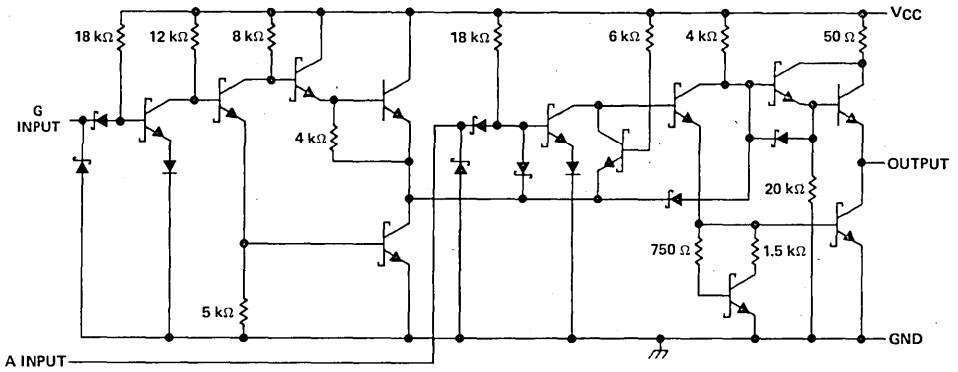 VCC
18 kΩ
12 kΩ
8 kΩ
18 kΩ
6 kΩ
4 kΩ
50 Ω
G
INPUT
4 kΩ
OUTPUT
20 kΩ
750 Ω
1.5 kΩ
5 kΩ
GND
A INPUT